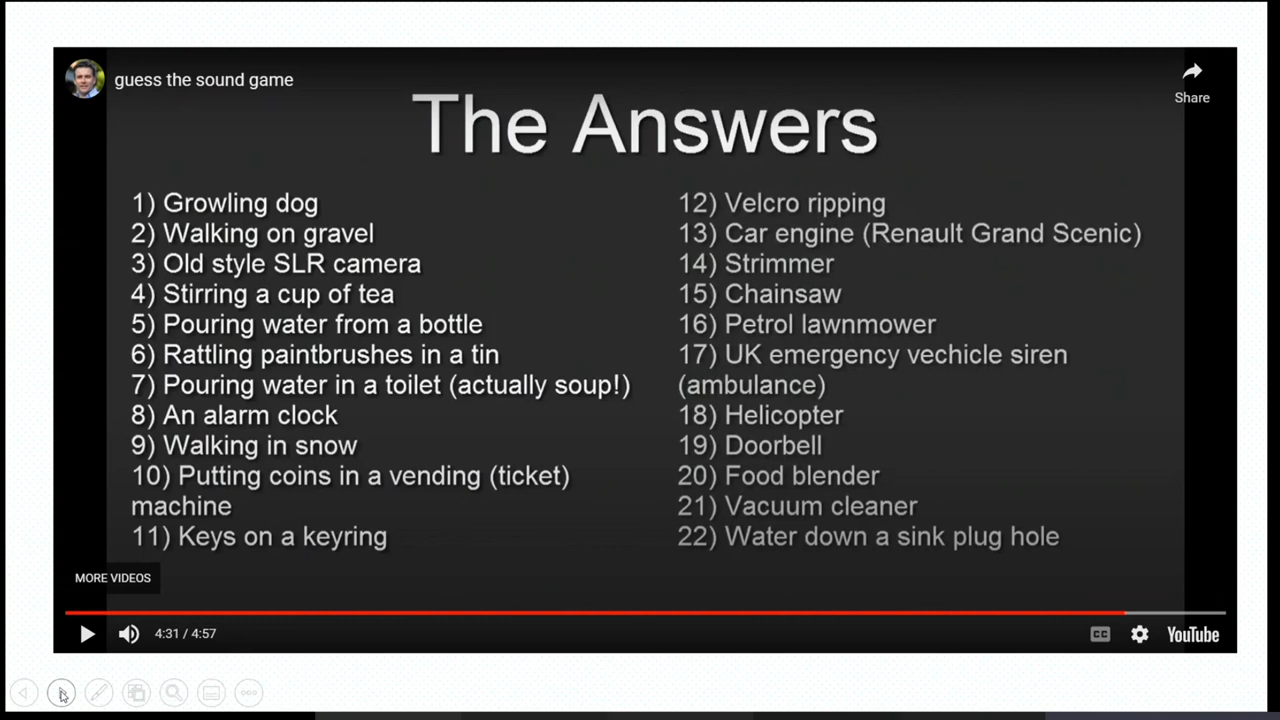 guess the sound game
Share
The Answers
1) Growling dog
2) Walking on gravel
3) Old style SLR camera
4) Stirring a cup of tea
5) Pouring water from a bottle
6) Rattling paintbrushes in a tin
7) Pouring water in a toilet (actually soup!)
8) An alarm clock
9) Walking in snow
10) Putting coins in a vending (ticket)
machine
11) Keys on a keyring
12) Velcro ripping
13) Car engine (Renault Grand Scenic)
14) Strimmer
15) Chainsaw
16) Petrol lawnmower
17) UK emergency vechicle siren
(ambulance)
18) Helicopter
19) Doorbell
20) Food blender
21) Vacuum cleaner
22) Water down a sink plug hole
MORE VIDEOS
4:31 / 4:57
CC
YouTube